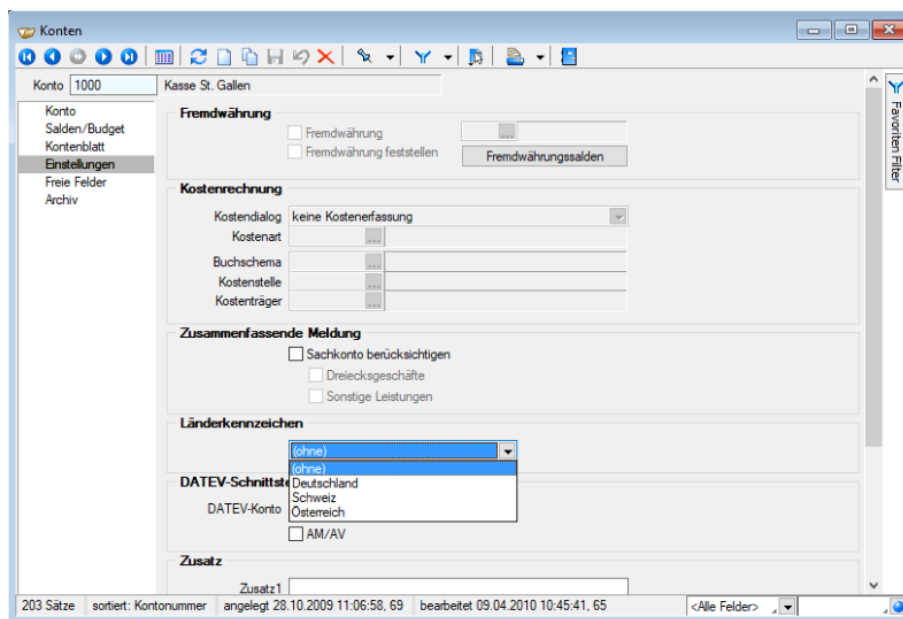 Konten
Konto 1000 Kasse St. Gallen
Konto
Salden/Budget
Kontenblatt
Einstellungen
Freie Felder
Archiv
Fremdwährung
Fremdwährung ...
Fremdwährung feststellen Fremdwährungssalden
Kostenrechnung
Kostendialog keine Kostenerfassung
Kostenart ...
Buchschema ...
Kostenstelle ...
Kostenträger ...
Zusammenfassende Meldung
Sachkonto berücksichtigen
Dreiecksgeschäfte
Sonstige Leistungen
Länderkennzeichen
(ohne)
(ohne)
Deutschland
Schweiz
Österreich
DATEV-Schnittste
DATEV-Konto
AM/AV
Zusatz
Zusatz1
Favoriten Filter
203 Sätze sortiert: Kontonummer angelegt 28.10.2009 11:06:58, 69 bearbeitet 09.04.2010 10:45:41, 65 <Alle Felder>